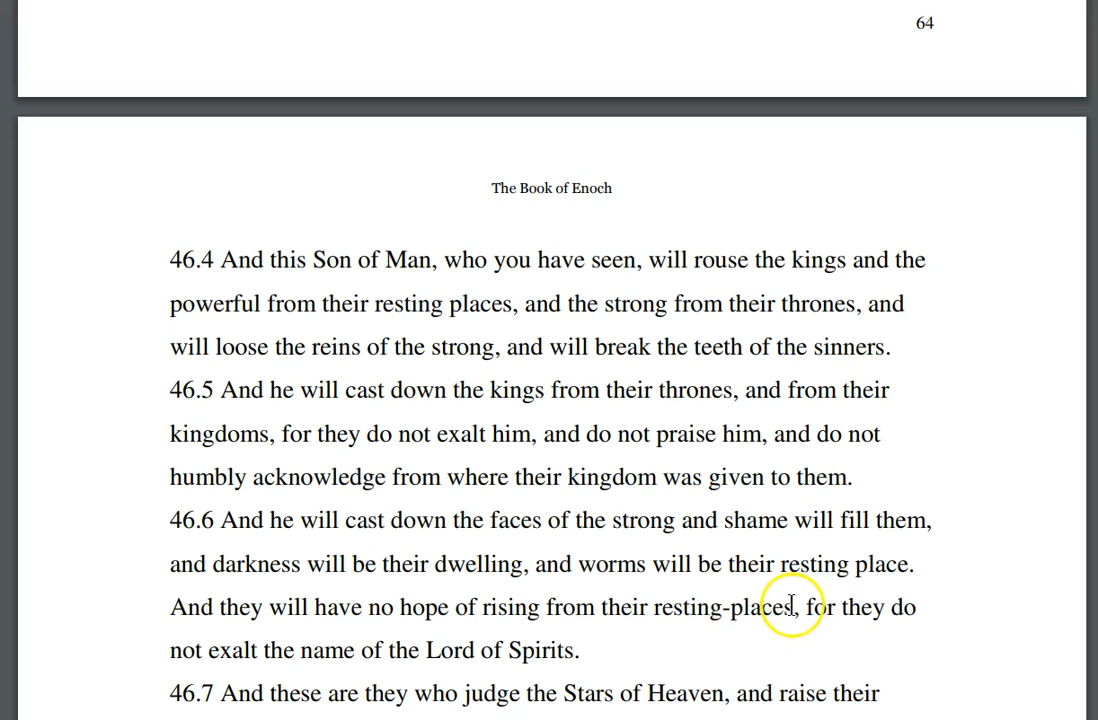 64
The Book of Enoch
46.4 And this Son of Man, who you have seen, will rouse the kings and the
powerful from their resting places, and the strong from their thrones, and
will loose the reins of the strong, and will break the teeth of the sinners.
46.5 And he will cast down the kings from their thrones, and from their
kingdoms, for they do not exalt him, and do not praise him, and do not
humbly acknowledge from where their kingdom was given to them.
46.6 And he will cast down the faces of the strong and shame will fill them,
and darkness will be their dwelling, and worms will be their resting place.
And they will have no hope of rising from their resting-places, for they do
not exalt the name of the Lord of Spirits.
46.7 And these are they who judge the Stars of Heaven, and raise their